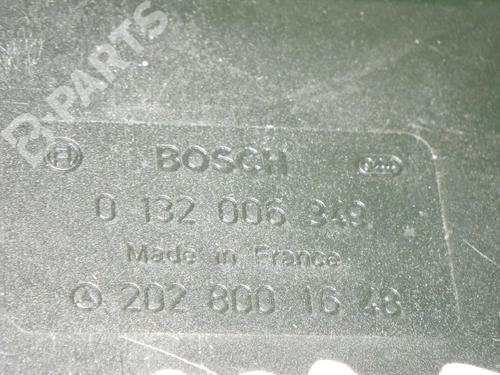 B-PARTS
BOSCH
0 132 006 349
Made in France
202 800 16 48